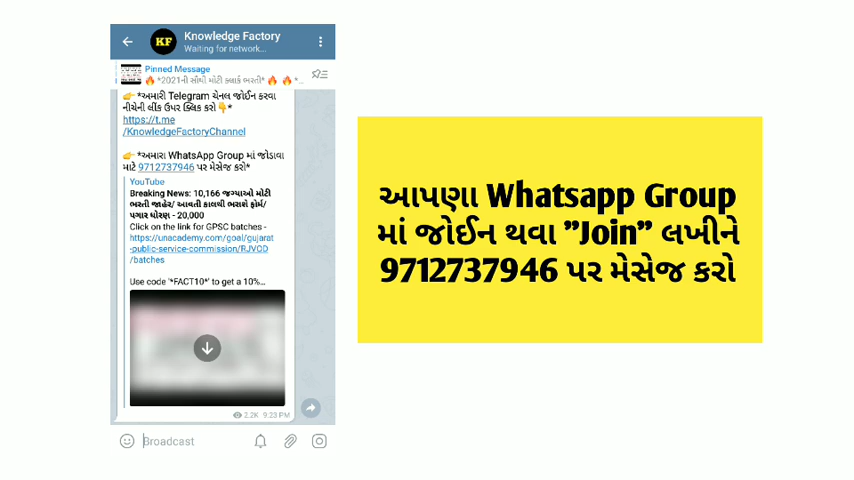 Knowledge Factory
KF
Waiting for network...
Pinned Message
🔥 *2021ની સૌથી મોટી ક્લાર્ક ભરતી* 🔥 🔥 *...
👉 *અમારી Telegram ચેનલ જોઈન કરવા
નીચેની લીંક ઉપર ક્લિક કરો👇*
https://t.me
/KnowledgeFactoryChannel
👉 *અમારા WhatsApp Group માં જોડાવા
માટે 9712737946 પર મેસેજ કરો*
YouTube
Breaking News: 10,166 જગ્યાઓ મોટી
ભરતી જાહેર/ આવતી કાલથી ભરાશે ફોર્મ/
પગાર ધોરણ - 20,000
Click on the link for GPSC batches -
https://unacademy.com/goal/gujarat
-public-service-commission/RJVOD
/batches
Use code '*FACT10*' to get a 10%...
2.2K 9:23 PM
Broadcast
આપણા Whatsapp Group
માં જોઈન થવા "Join" લખીને
9712737946 પર મેસેજ કરો